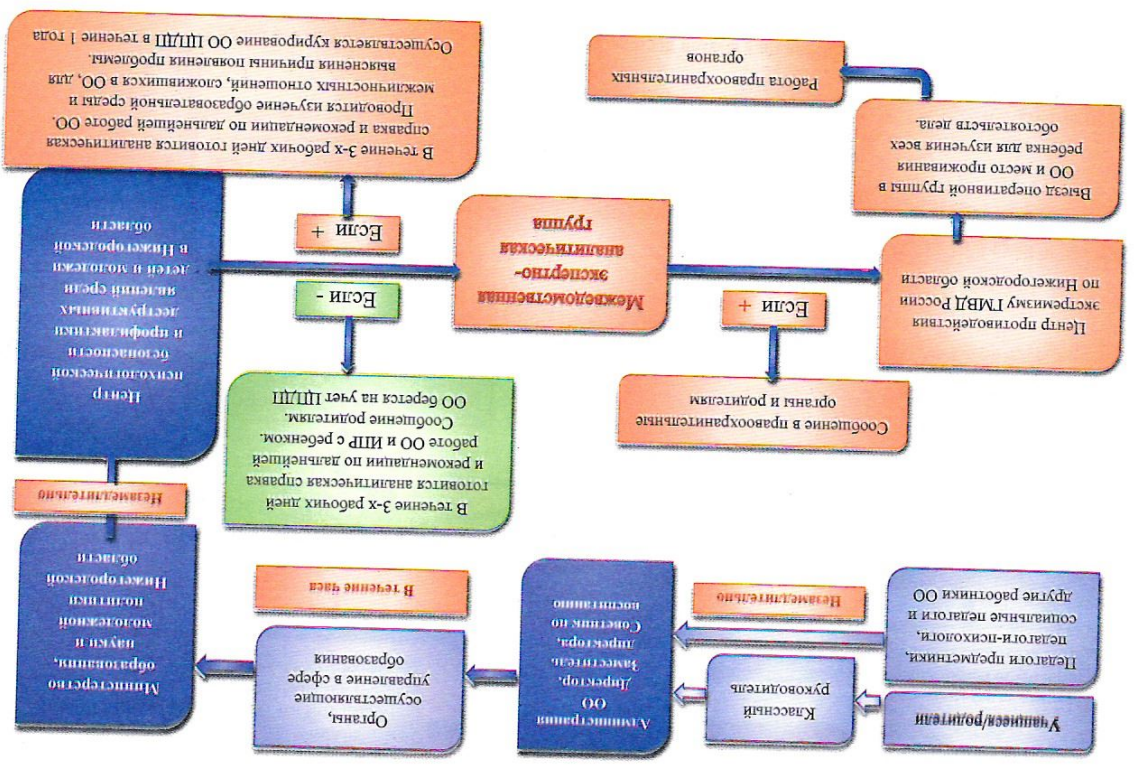 Учащиеся/родители
Классный
руководитель
Педагоги предметники,
педагоги-психологи,
социальные педагоги и
другие работники ОО
Незамедлительно
Администрация
ОО
Директор.
Заместитель
директора,
Советник по
воспитанию
Органы,
осуществляющие
управление в сфере
образования
В течение часа
Министерство
образования,
науки и
молодежной
политики
Нижегородской
области
Незамедлительно
Центр
психологической
безопасности
и профилактики
деструктивных
явлений среди
детей и молодежи
в Нижегородской
области
В течение 3-х рабочих дней
готовится аналитическая справка
и рекомендации по дальнейшей
работе ОО и ИПР с ребенком.
Сообщение родителям.
ОО берется на учет ЦПДП
Если -
Если +
Межведомственная
экспертно-
аналитическая
группа
Сообщение в правоохранительные
органы и родителям
Если +
Центр противодействия
экстремизму ГМВД России
по Нижегородской области
Выезд оперативной группы в
ОО и место проживания
ребенка для изучения всех
обстоятельств дела.
Работа правоохранительных
органов
В течение 3-х рабочих дней готовится аналитическая
справка и рекомендации по дальнейшей работе ОО.
Проводится изучение образовательной среды и
межличностных отношений, сложившихся в ОО, для
выяснения причины появления проблемы.
Осуществляется курирование ОО ЦПДП в течение 1 года